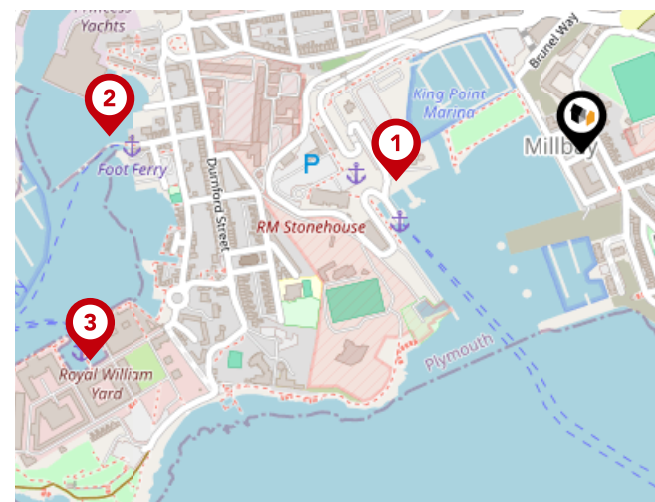 Princess
Yachts
Brunel Way
2
King Point
Marina
1
Millbay
P
Foot Ferry
Durnford Street
RM Stonehouse
3
Plymouth
Royal William
Yard